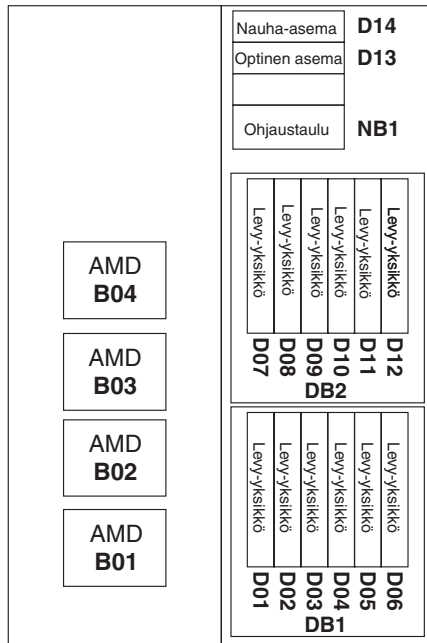 Nauha-asema D14
Optinen asema D13
Ohjaustaulu NB1
AMD
B04
AMD
B03
AMD
B02
AMD
B01
Levy-yksikkö
Levy-yksikkö
Levy-yksikkö
Levy-yksikkö
Levy-yksikkö
Levy-yksikkö
D07
D08
D09
D10
D11
D12
DB2
Levy-yksikkö
Levy-yksikkö
Levy-yksikkö
Levy-yksikkö
Levy-yksikkö
Levy-yksikkö
D01
D02
D03
D04
D05
D06
DB1